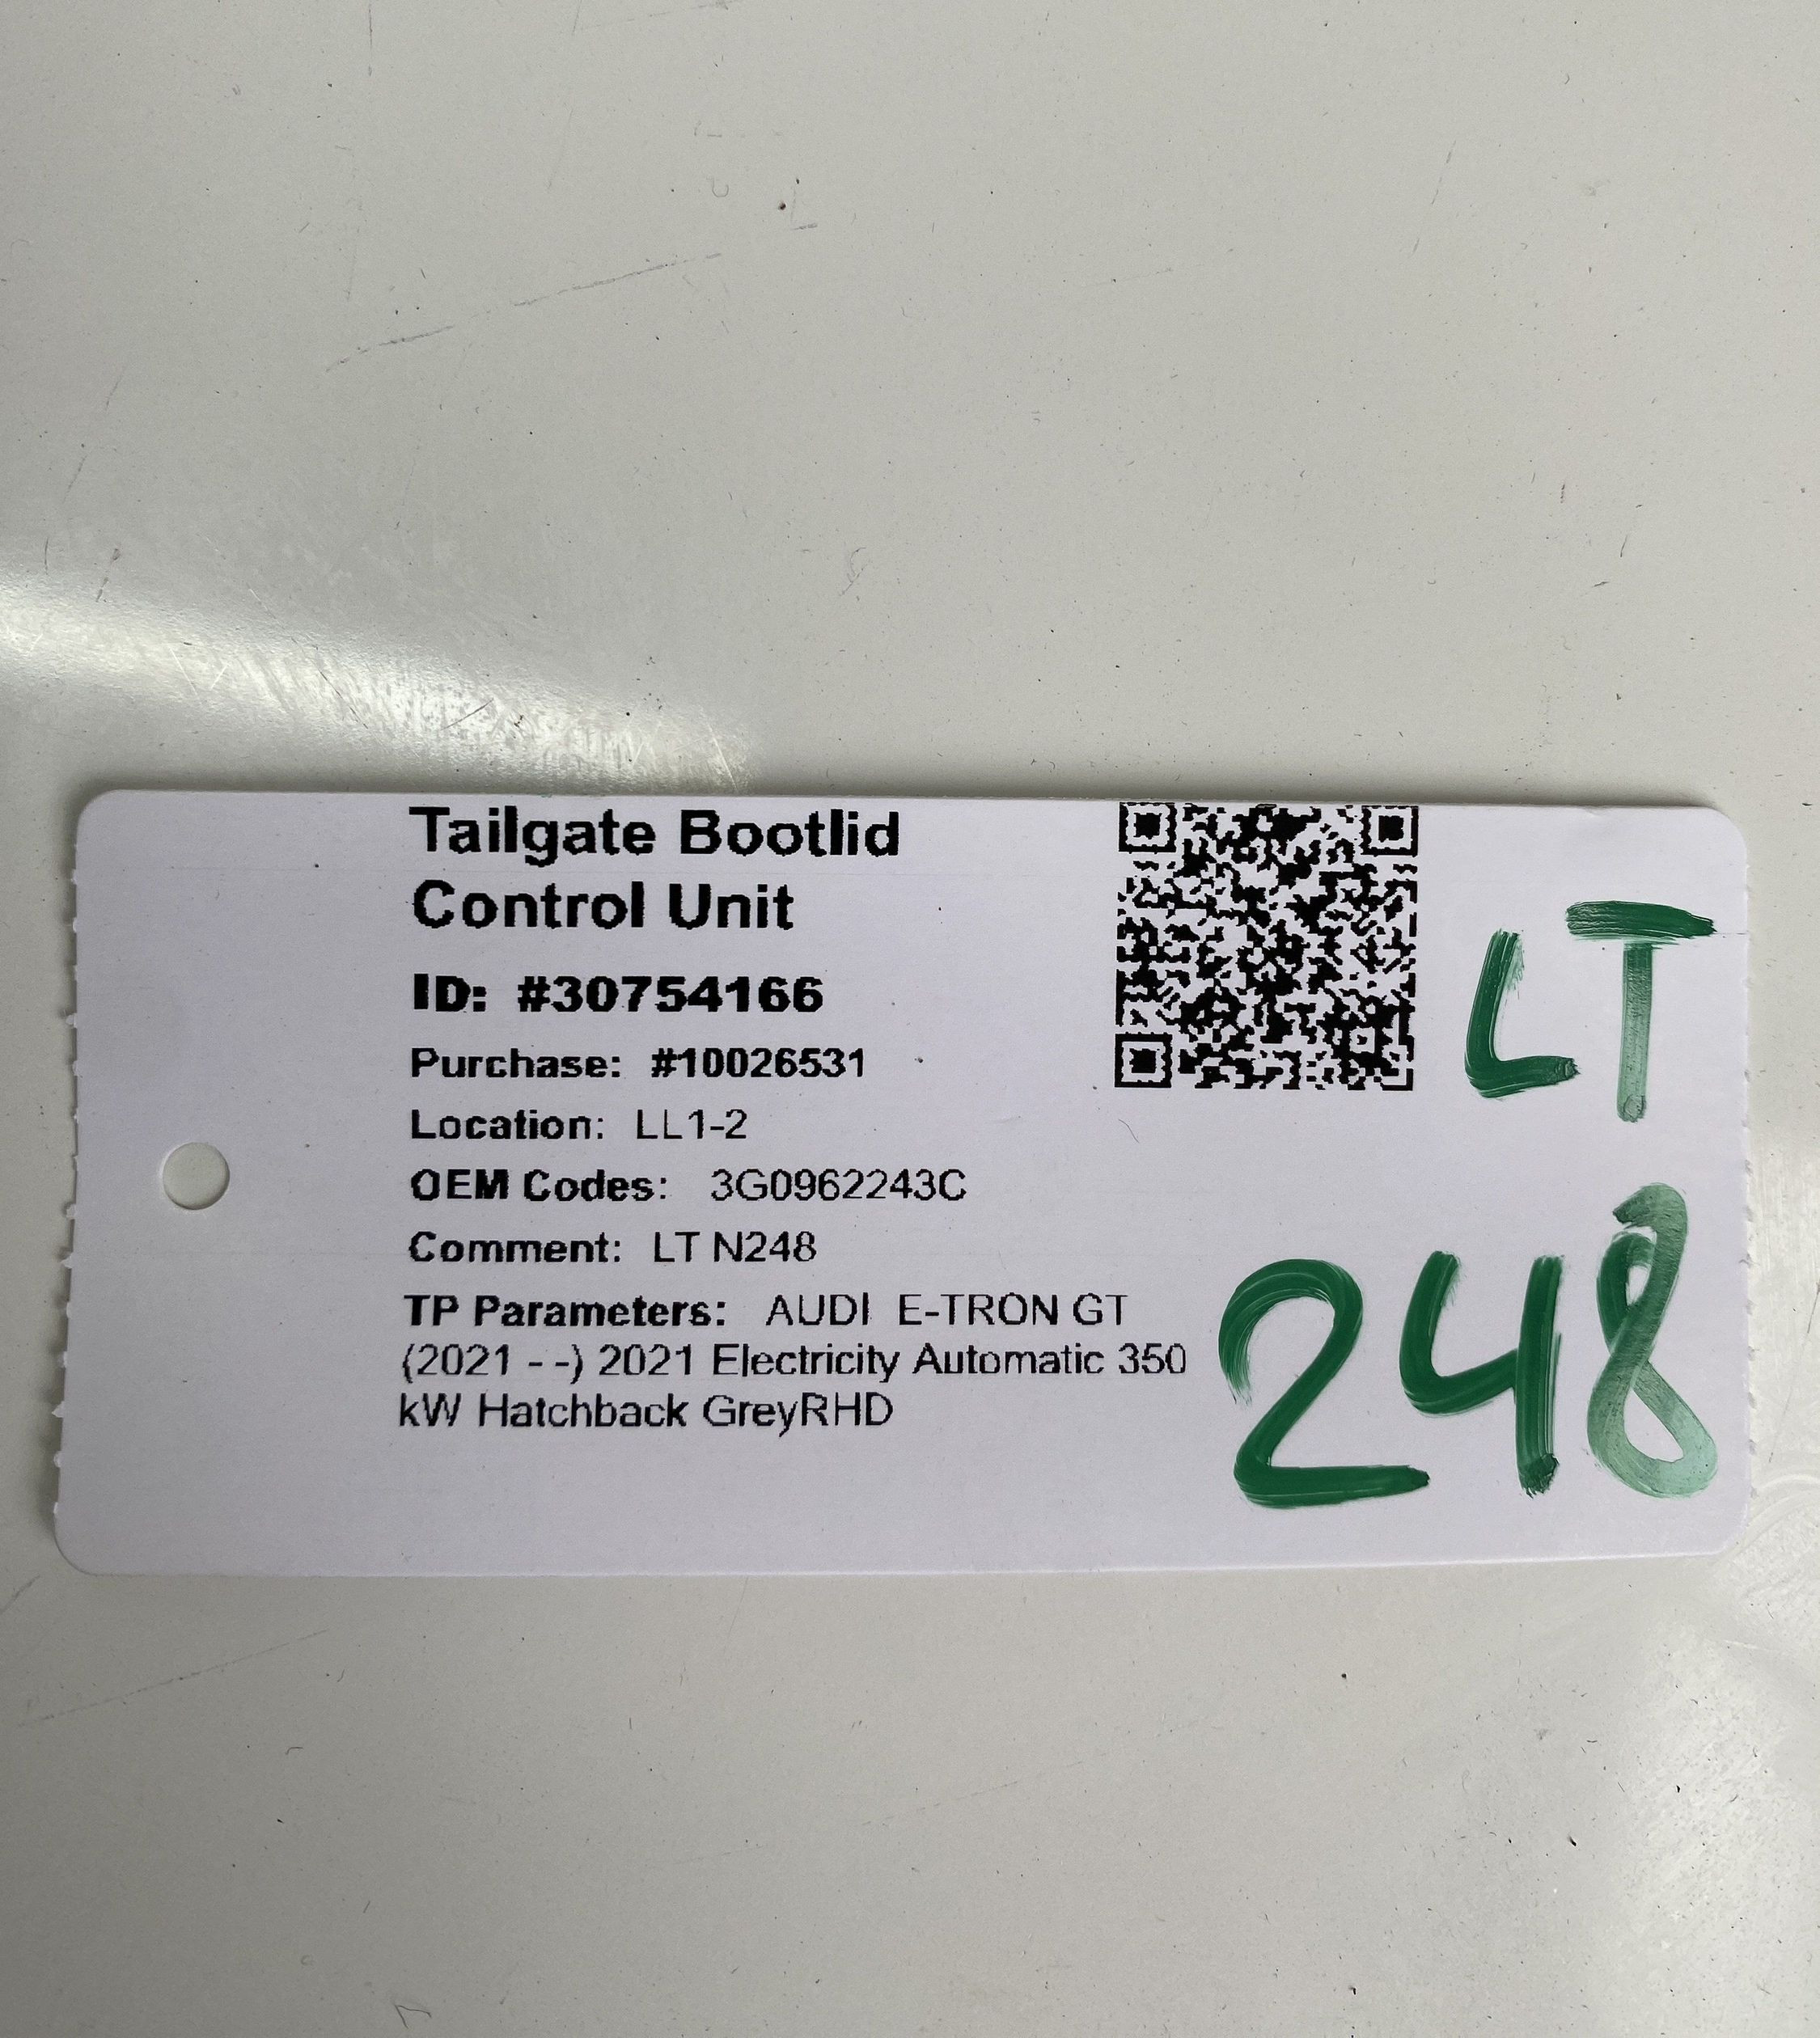 Tailgate Bootlid
Control Unit
ID: #30754166
Purchase: #10026531
Location: LL1-2
OEM Codes: 3G0962243C
Comment: LT N248
TP Parameters: AUDI E-TRON GT
(2021 - -) 2021 Electricity Automatic 350
kW Hatchback GreyRHD
LT
248